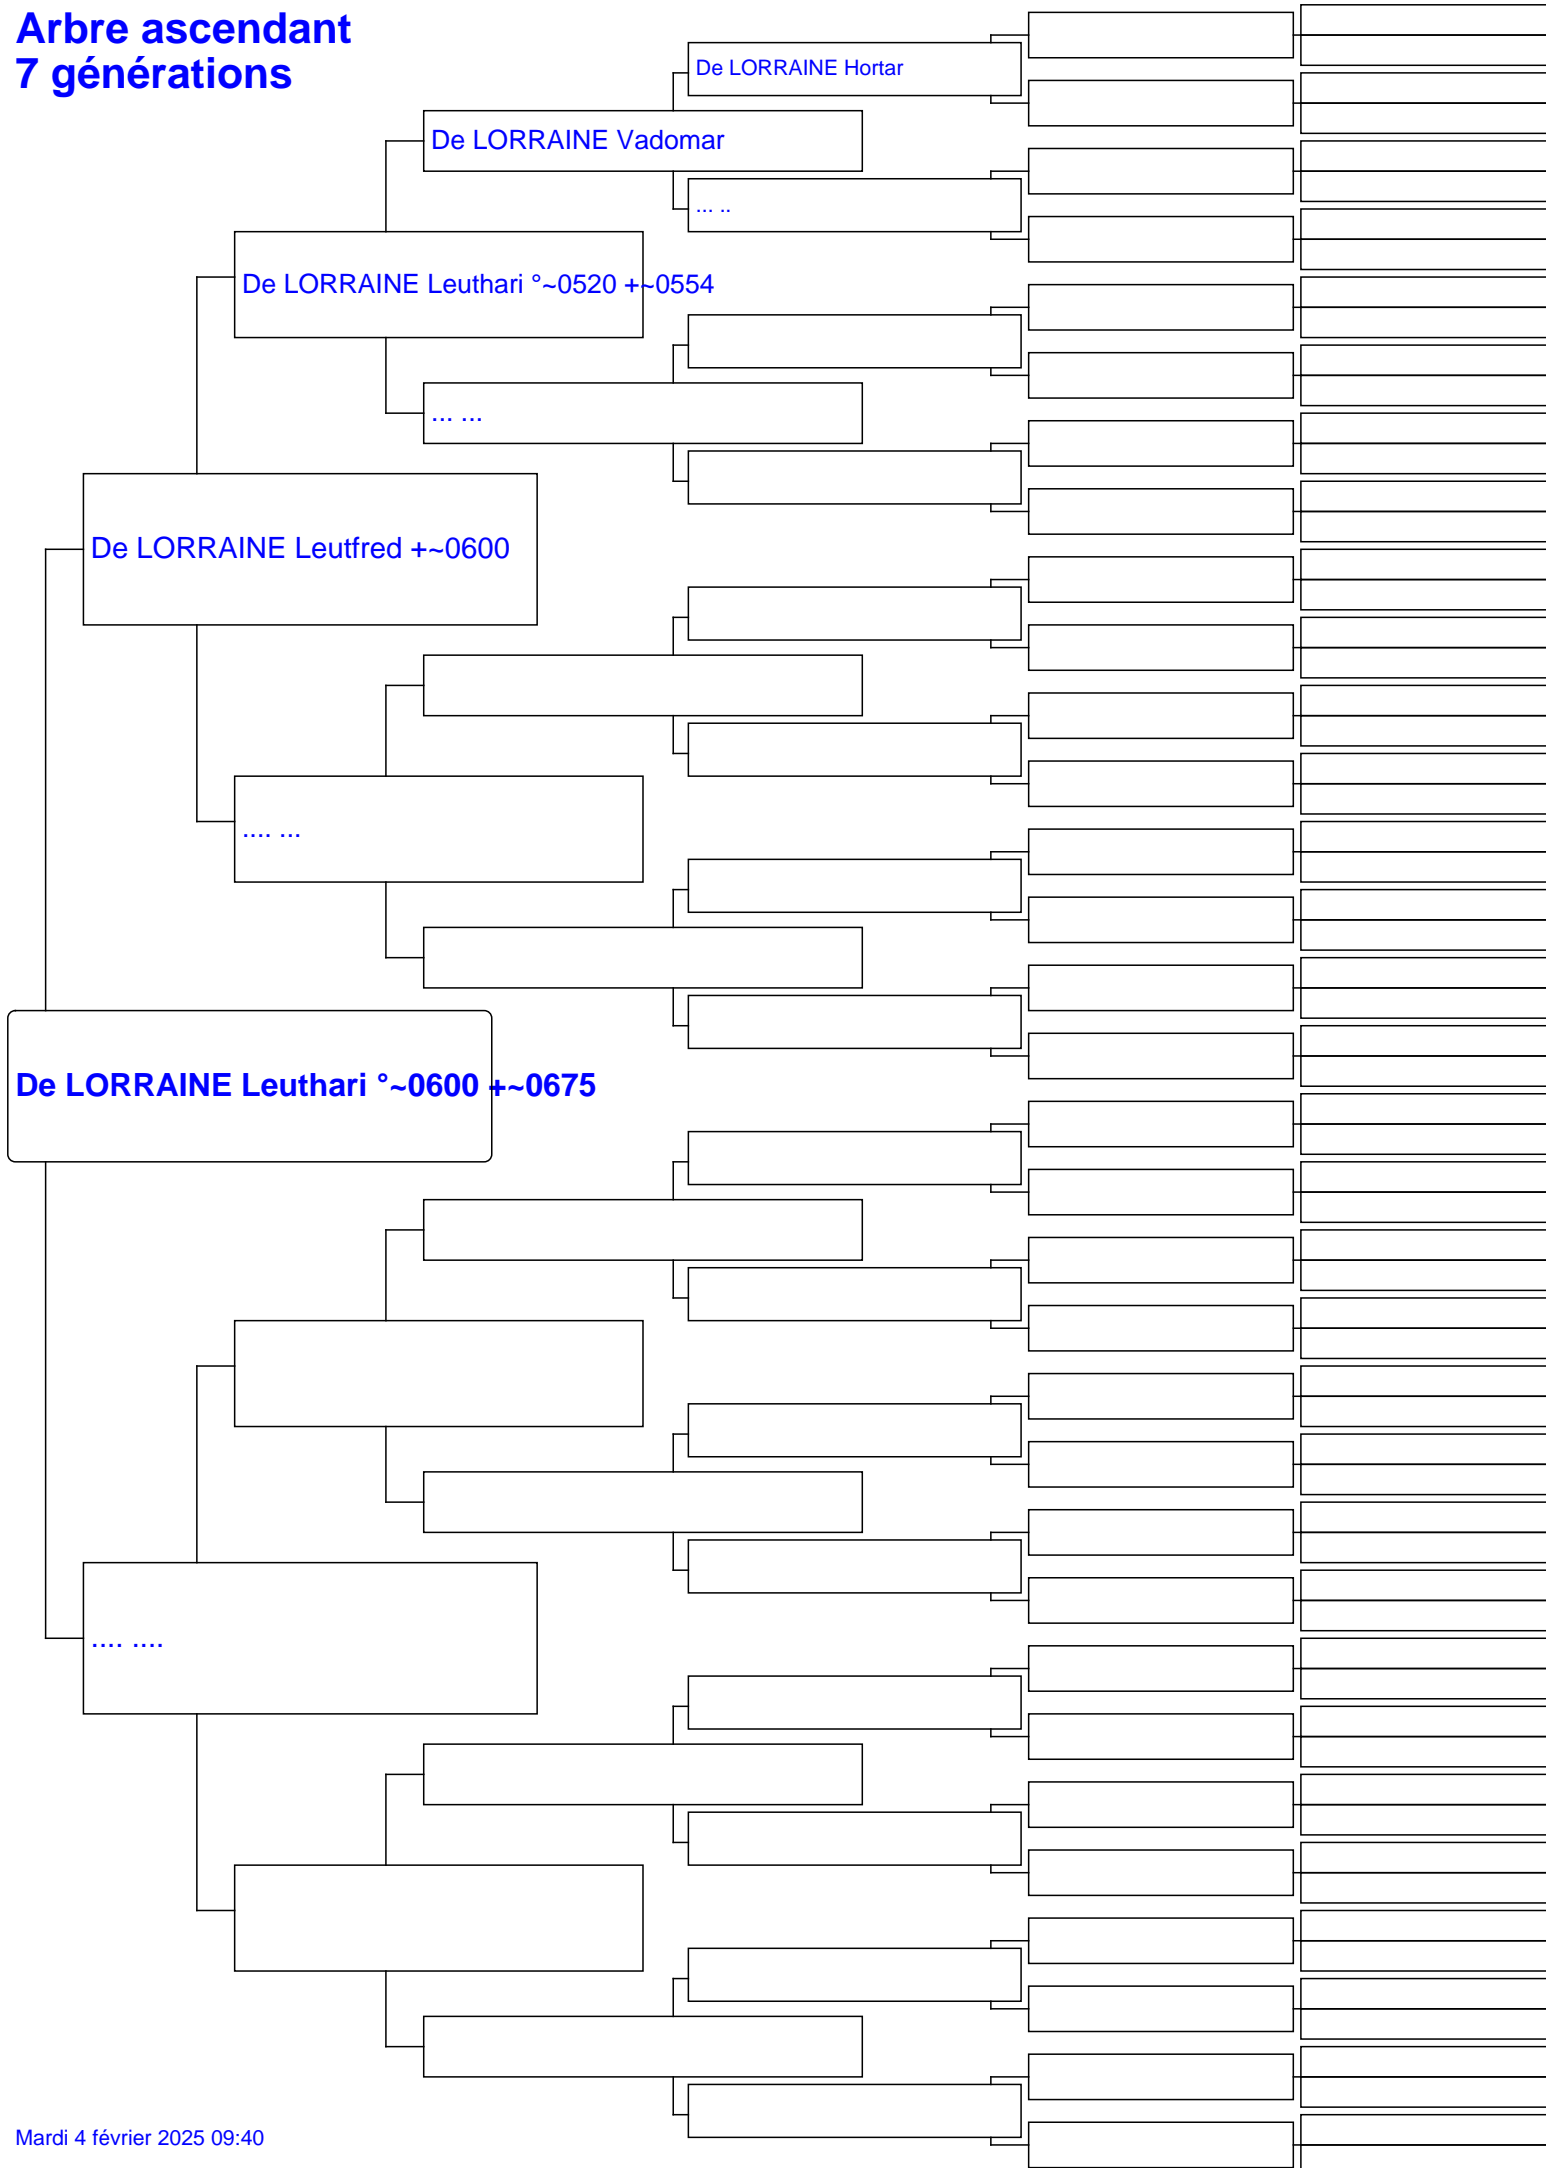 Arbre ascendant
7 générations
De LORRAINE Hortar
De LORRAINE Vadomar
... ..
De LORRAINE Leuthari °~0520 +~0554
... ...
De LORRAINE Leutfred +~0600
.... ...
De LORRAINE Leuthari °~0600 +~0675
.... ....
Mardi 4 février 2025 09:40